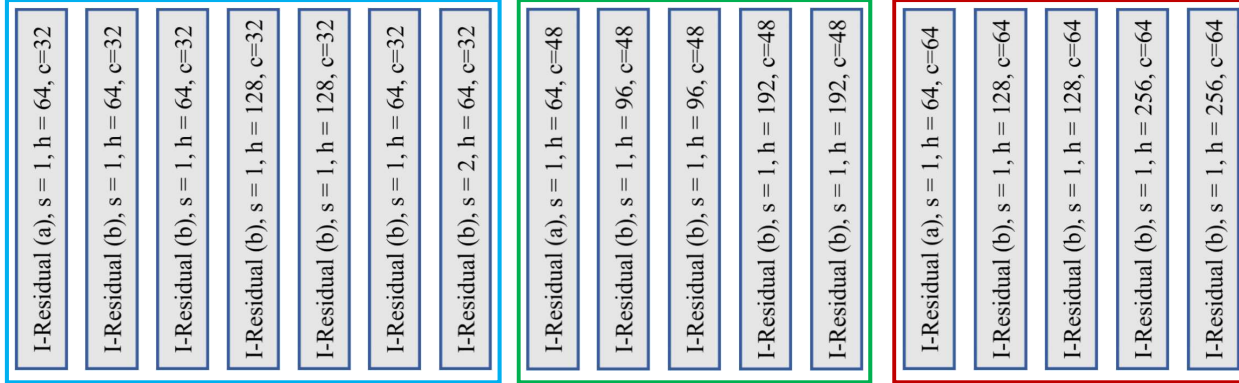 I-Residual (a), s = 1, h = 64, c=32
I-Residual (b), s = 1, h = 64, c=32
I-Residual (b), s = 1, h = 64, c=32
I-Residual (b), s = 1, h = 128, c=32
I-Residual (b), s = 1, h = 128, c=32
I-Residual (b), s = 1, h = 64, c=32
I-Residual (b), s = 2, h = 64, c=32
I-Residual (a), s = 1, h = 64, c=48
I-Residual (b), s = 1, h = 96, c=48
I-Residual (b), s = 1, h = 96, c=48
I-Residual (b), s = 1, h = 192, c=48
I-Residual (b), s = 1, h = 192, c=48
I-Residual (a), s = 1, h = 64, c=64
I-Residual (b), s = 1, h = 128, c=64
I-Residual (b), s = 1, h = 128, c=64
I-Residual (b), s = 1, h = 256, c=64
I-Residual (b), s = 1, h = 256, c=64